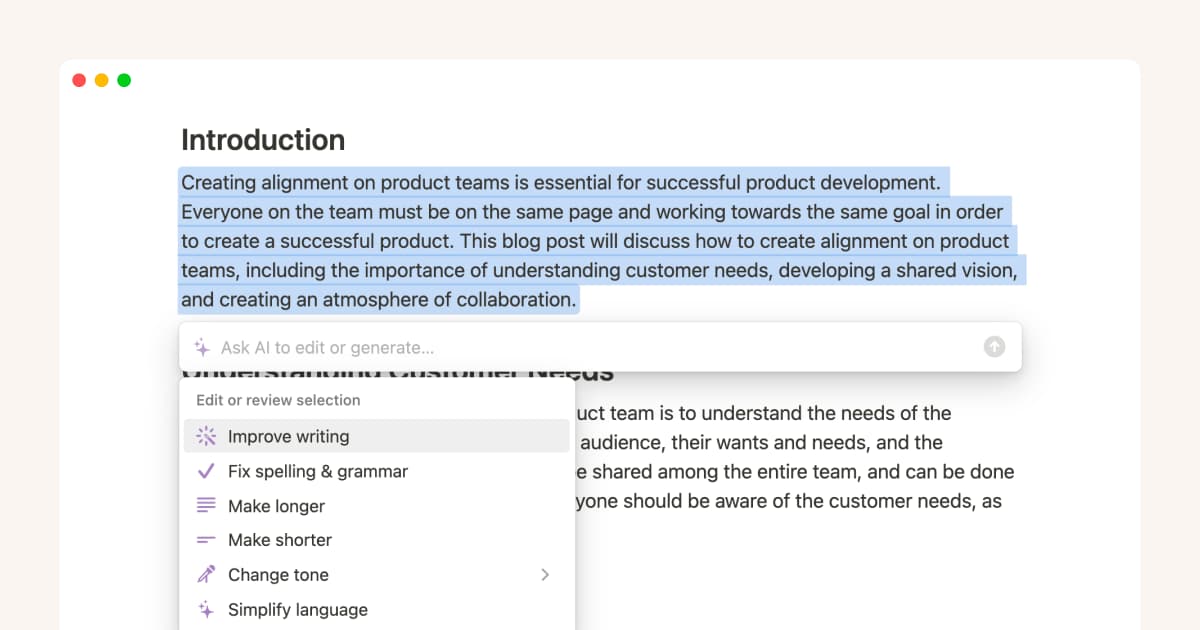 Introduction
Creating alignment on product teams is essential for successful product development.
Everyone on the team must be on the same page and working towards the same goal in order
to create a successful product. This blog post will discuss how to create alignment on product
teams, including the importance of understanding customer needs, developing a shared vision,
and creating an atmosphere of collaboration.
Ask AI to edit or generate...
Understanding Customer Needs
Edit or review selection
Improve writing
Fix spelling & grammar
Make longer
Make shorter
Change tone
Simplify language
uct team is to understand the needs of the
audience, their wants and needs, and the
e shared among the entire team, and can be done
yone should be aware of the customer needs, as